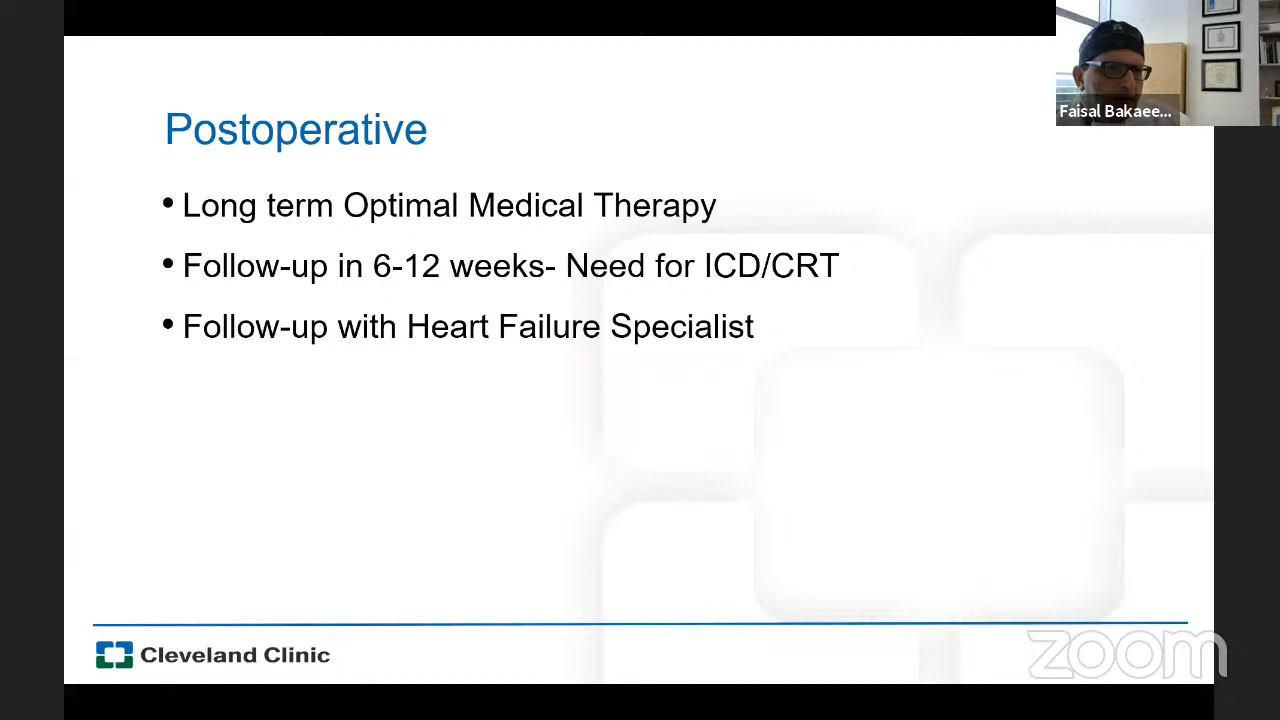 Faisal Bakaee...
Postoperative
• Long term Optimal Medical Therapy
• Follow-up in 6-12 weeks- Need for ICD/CRT
• Follow-up with Heart Failure Specialist
Cleveland Clinic
zoom